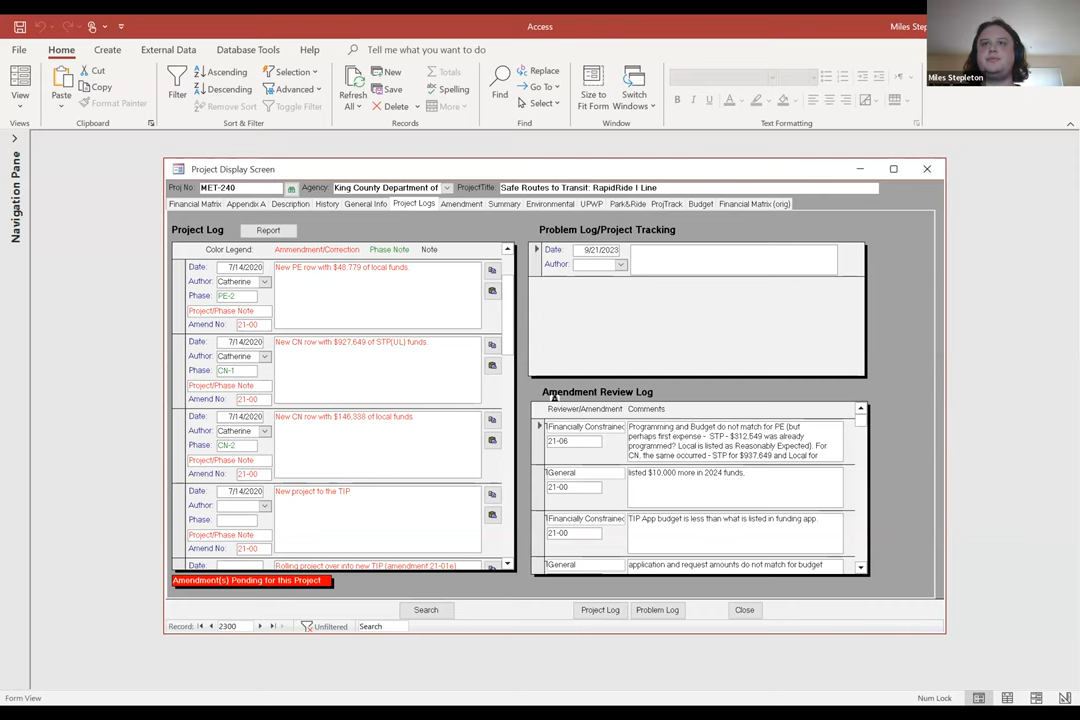 Access
Miles Step
Miles Stepleton
File Home Create External Data Database Tools Help Tell me what you want to do
View
Views
Paste
Cut
Copy
Format Painter
Clipboard
Filter
Ascending
Descending
Remove Sort
Selection
Advanced
Toggle Filter
Sort & Filter
Refresh All
New
Save
Delete
Totals
Spelling
More
Records
Find
Replace
Go To
Select
Find
Size to Fit Form
Switch Windows
Window
B I U A
Text Formatting
Navigation Pane
Project Display Screen
Proj No: MET-240 Agency: King County Department of ProjectTitle: Safe Routes to Transit: RapidRide I Line
Financial Matrix Appendix A Description History General Info Project Logs Amendment Summary Environmental UPWP Park&Ride ProjTrack Budget Financial Matrix (orig)
Project Log Report
Color Legend: Ammendment/Correction Phase Note Note
Date: 7/14/2020 New PE row with $48,779 of local funds.
Author: Catherine
Phase: PE-2
Project/Phase Note
Amend No: 21-00
Date: 7/14/2020 New CN row with $927,649 of STP(UL) funds.
Author: Catherine
Phase: CN-1
Project/Phase Note
Amend No: 21-00
Date: 7/14/2020 New CN row with $146,338 of local funds.
Author: Catherine
Phase: CN-2
Project/Phase Note
Amend No: 21-00
Date: 7/14/2020 New project to the TIP
Author:
Phase:
Project/Phase Note
Amend No: 21-00
Date: Rolling project over into new TIP (amendment 21-01e)
Amendment(s) Pending for this Project
Problem Log/Project Tracking
Date: 9/21/2023
Author:
Amendment Review Log
Reviewer/Amendment Comments
1Financially Constrained Programming and Budget do not match for PE (but
21-06 perhaps first expense - STP - $312,549 was already
programmed? Local is listed as Reasonably Expected). For
CN, the same occurred - STP for $937,649 and Local for
1General listed $10,000 more in 2024 funds,
21-00
1Financially Constrained TIP App budget is less than what is listed in funding app.
21-00
1General application and request amounts do not match for budget
Search Project Log Problem Log Close
Record: 2300 Unfiltered Search
Form View Num Lock